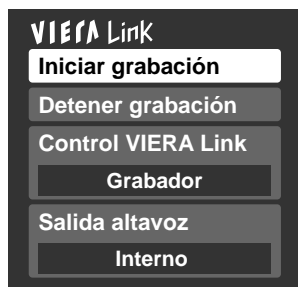 VIERA Link
Iniciar grabación
Detener grabación
Control VIERA Link
Grabador
Salida altavoz
Interno